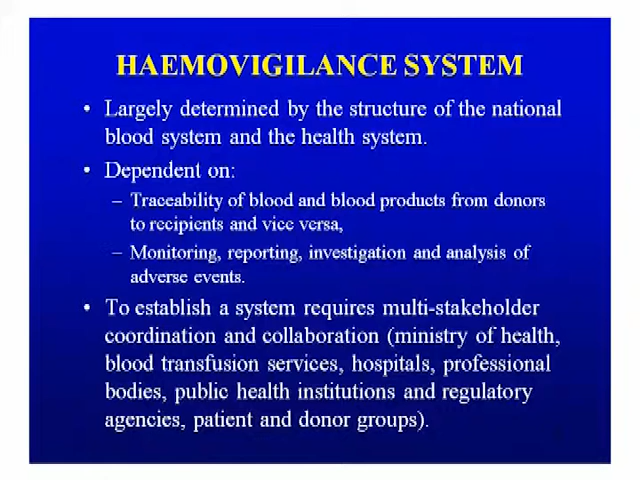 HAEMOVIGILANCE SYSTEM
• Largely determined by the structure of the national
blood system and the health system.
• Dependent on:
– Traceability of blood and blood products from donors
to recipients and vice versa,
– Monitoring, reporting, investigation and analysis of
adverse events.
• To establish a system requires multi-stakeholder
coordination and collaboration (ministry of health,
blood transfusion services, hospitals, professional
bodies, public health institutions and regulatory
agencies, patient and donor groups).